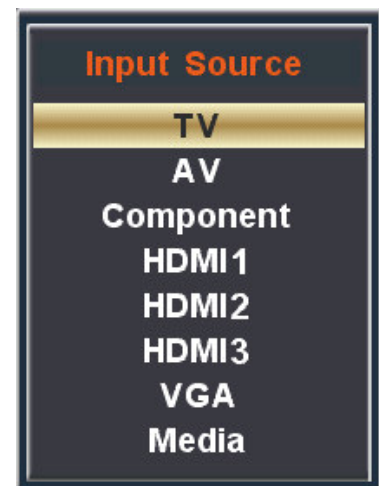 Input Source
TV
AV
Component
HDMI1
HDMI2
HDMI3
VGA
Media